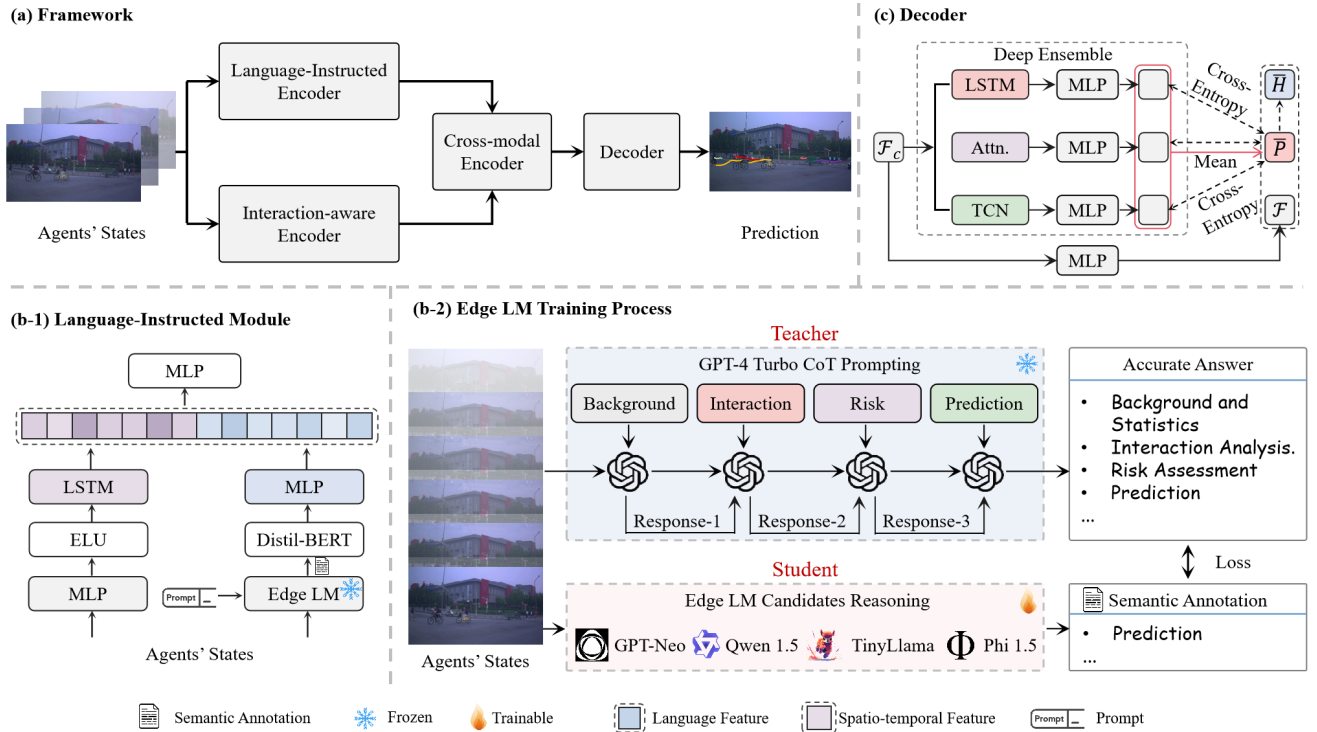 (a) Framework
Language-Instructed
Encoder
Cross-modal
Encoder
Decoder
Interaction-aware
Encoder
Agents' States
Prediction
(c) Decoder
Deep Ensemble
LSTM
MLP
Attn.
MLP
TCN
MLP
ℱc
MLP
Cross-
Entropy
Mean
Cross-
Entropy
H̅
P̅
ℱ
(b-1) Language-Instructed Module
MLP
LSTM
MLP
ELU
Distil-BERT
MLP
Prompt
Edge LM
Agents' States
(b-2) Edge LM Training Process
Teacher
GPT-4 Turbo CoT Prompting
Background
Interaction
Risk
Prediction
Response-1
Response-2
Response-3
Student
Edge LM Candidates Reasoning
GPT-Neo
Qwen 1.5
TinyLlama
Phi 1.5
Agents' States
Accurate Answer
• Background and
Statistics
• Interaction Analysis.
• Risk Assessment
• Prediction
...
Loss
Semantic Annotation
• Prediction
...
Semantic Annotation
Frozen
Trainable
Language Feature
Spatio-temporal Feature
Prompt
Prompt